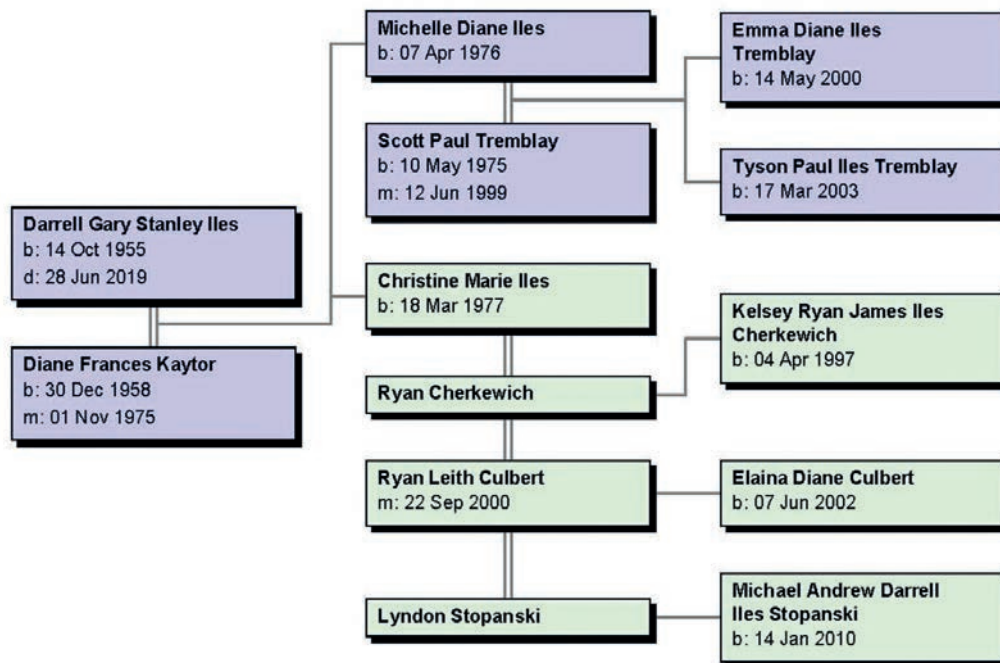 Michelle Diane Iles
b: 07 Apr 1976
Emma Diane Iles
Tremblay
b: 14 May 2000
Scott Paul Tremblay
b: 10 May 1975
m: 12 Jun 1999
Tyson Paul Iles Tremblay
b: 17 Mar 2003
Darrell Gary Stanley Iles
b: 14 Oct 1955
d: 28 Jun 2019
Diane Frances Kaytor
b: 30 Dec 1958
m: 01 Nov 1975
Christine Marie Iles
b: 18 Mar 1977
Kelsey Ryan James Iles
Cherkewich
b: 04 Apr 1997
Ryan Cherkewich
Ryan Leith Culbert
m: 22 Sep 2000
Elaina Diane Culbert
b: 07 Jun 2002
Lyndon Stopanski
Michael Andrew Darrell
Iles Stopanski
b: 14 Jan 2010